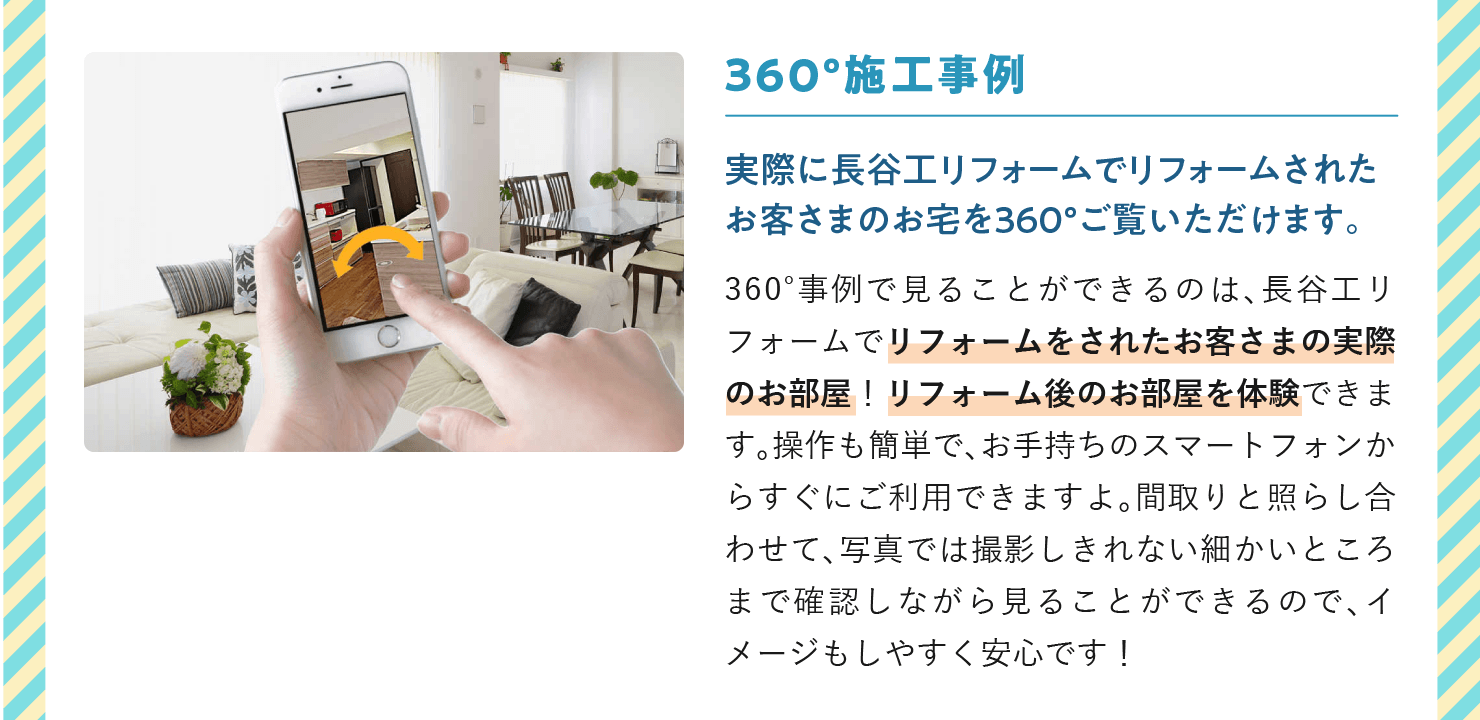 360°施工事例
実際に長谷工リフォームでリフォームされた
お客さまのお宅を360°ご覧いただけます。
360°事例で見ることができるのは、長谷工リ
フォームでリフォームをされたお客さまの実際
のお部屋！リフォーム後のお部屋を体験できま
す。操作も簡単で、お手持ちのスマートフォンか
らすぐにご利用できますよ。間取りと照らし合
わせて、写真では撮影しきれない細かいところ
まで確認しながら見ることができるので、イ
メージもしやすく安心です！